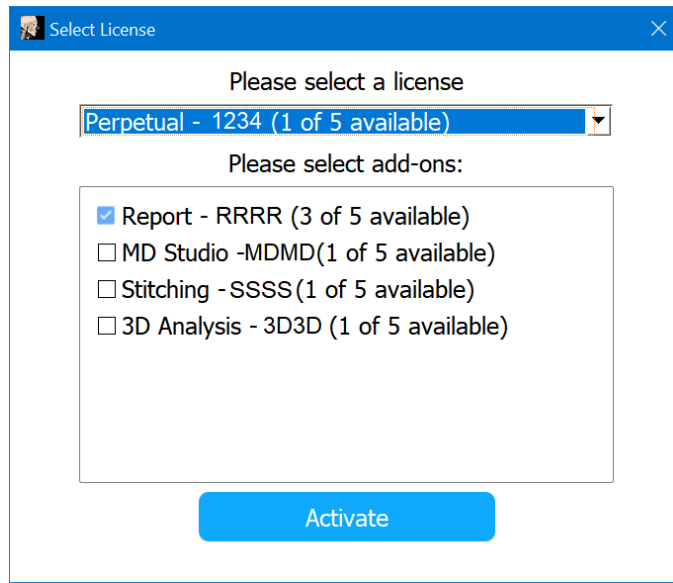 Select License
Please select a license
Perpetual - 1234 (1 of 5 available)
Please select add-ons:
Report - RRRR (3 of 5 available)
MD Studio -MDMD(1 of 5 available)
Stitching -SSSS(1 of 5 available)
3D Analysis - 3D3D (1 of 5 available)
Activate